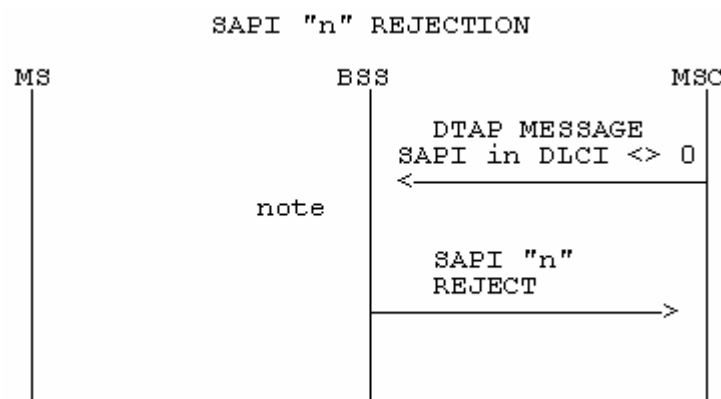 SAPI "n" REJECTION
MS BSS MSC
DTAP MESSAGE
SAPI in DLCI <> 0
note
SAPI "n"
REJECT